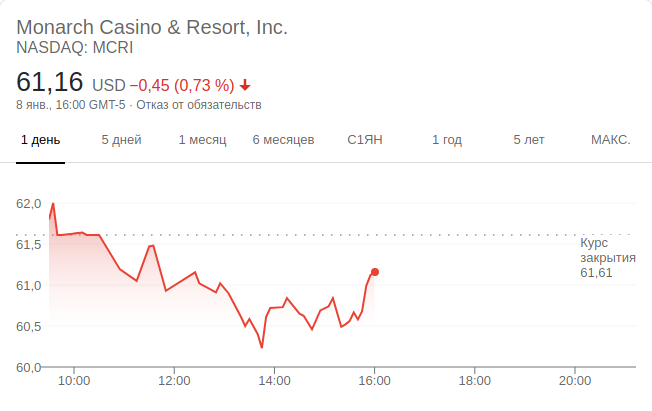 Monarch Casino & Resort, Inc.
NASDAQ: MCRI
61,16 USD −0,45 (0,73 %)
8 янв., 16:00 GMT-5 · Отказ от обязательств
1 день 5 дней 1 месяц 6 месяцев С1ЯН 1 год 5 лет МАКС.
62,0
61,5
61,0
60,5
60,0
Курс
закрытия
61,61
10:00 12:00 14:00 16:00 18:00 20:00